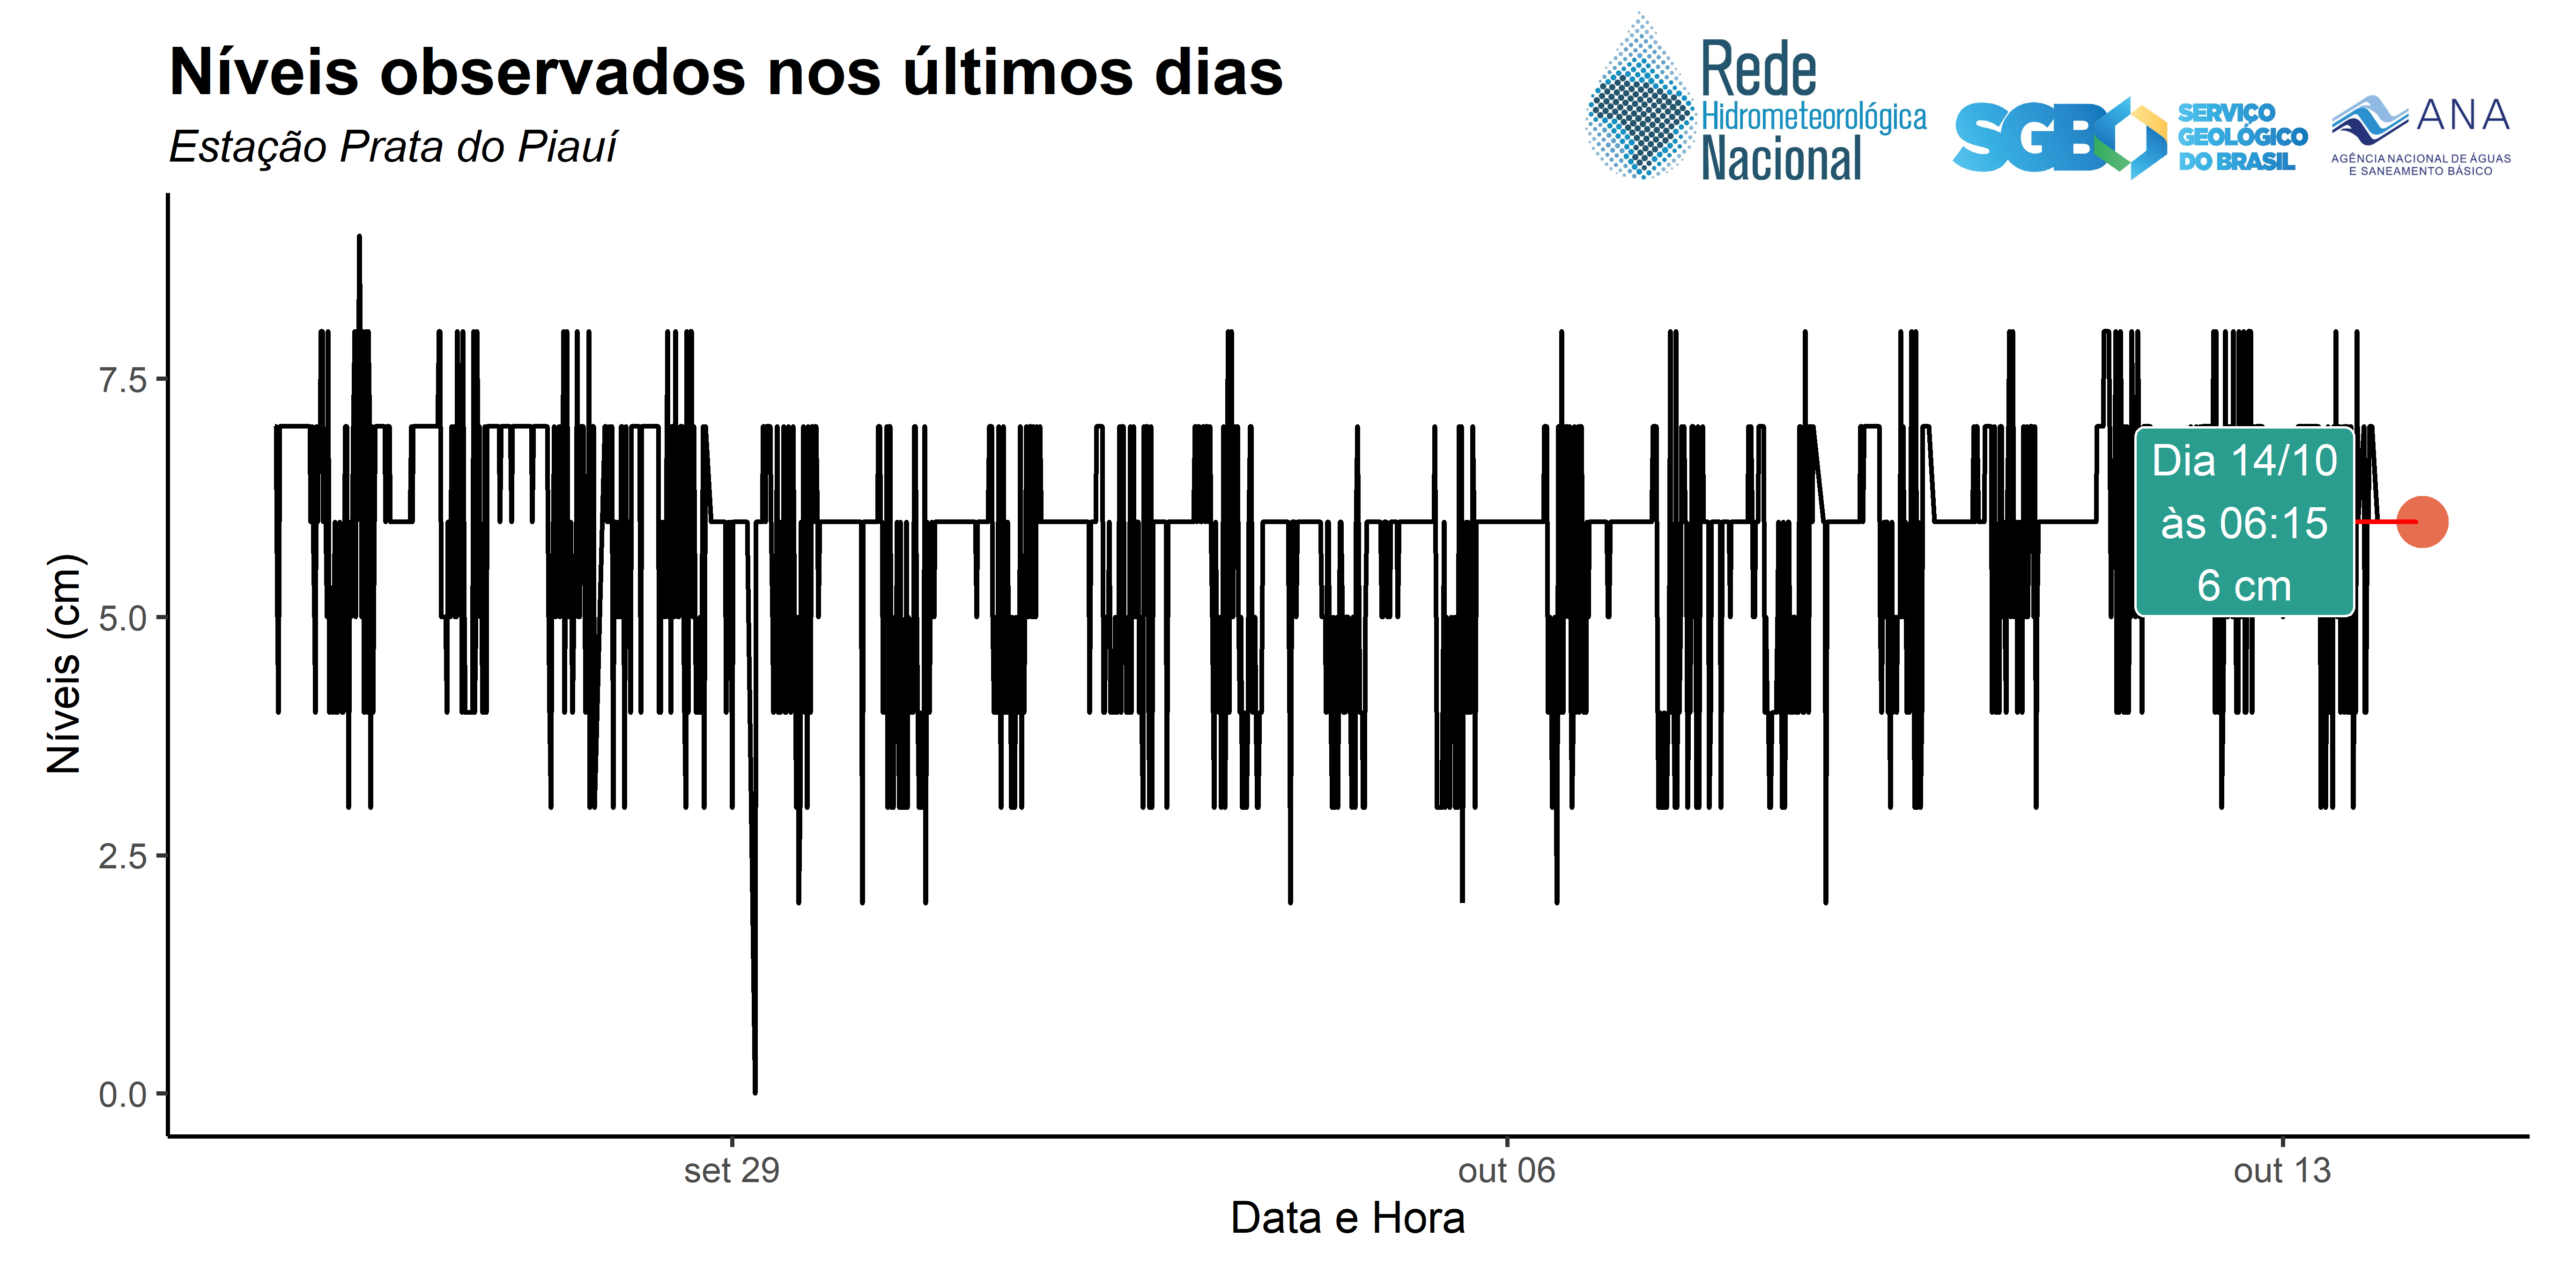 Níveis observados nos últimos dias
Estação Prata do Piauí
Rede
Hidrometeorológica
Nacional
SGB
SERVIÇO
GEOLÓGICO
DO BRASIL
ANA
AGÊNCIA NACIONAL DE ÁGUAS
E SANEAMENTO BÁSICO
Níveis (cm)
7.5
5.0
2.5
0.0
Dia 14/10
às 06:15
6 cm
set 29
out 06
out 13
Data e Hora